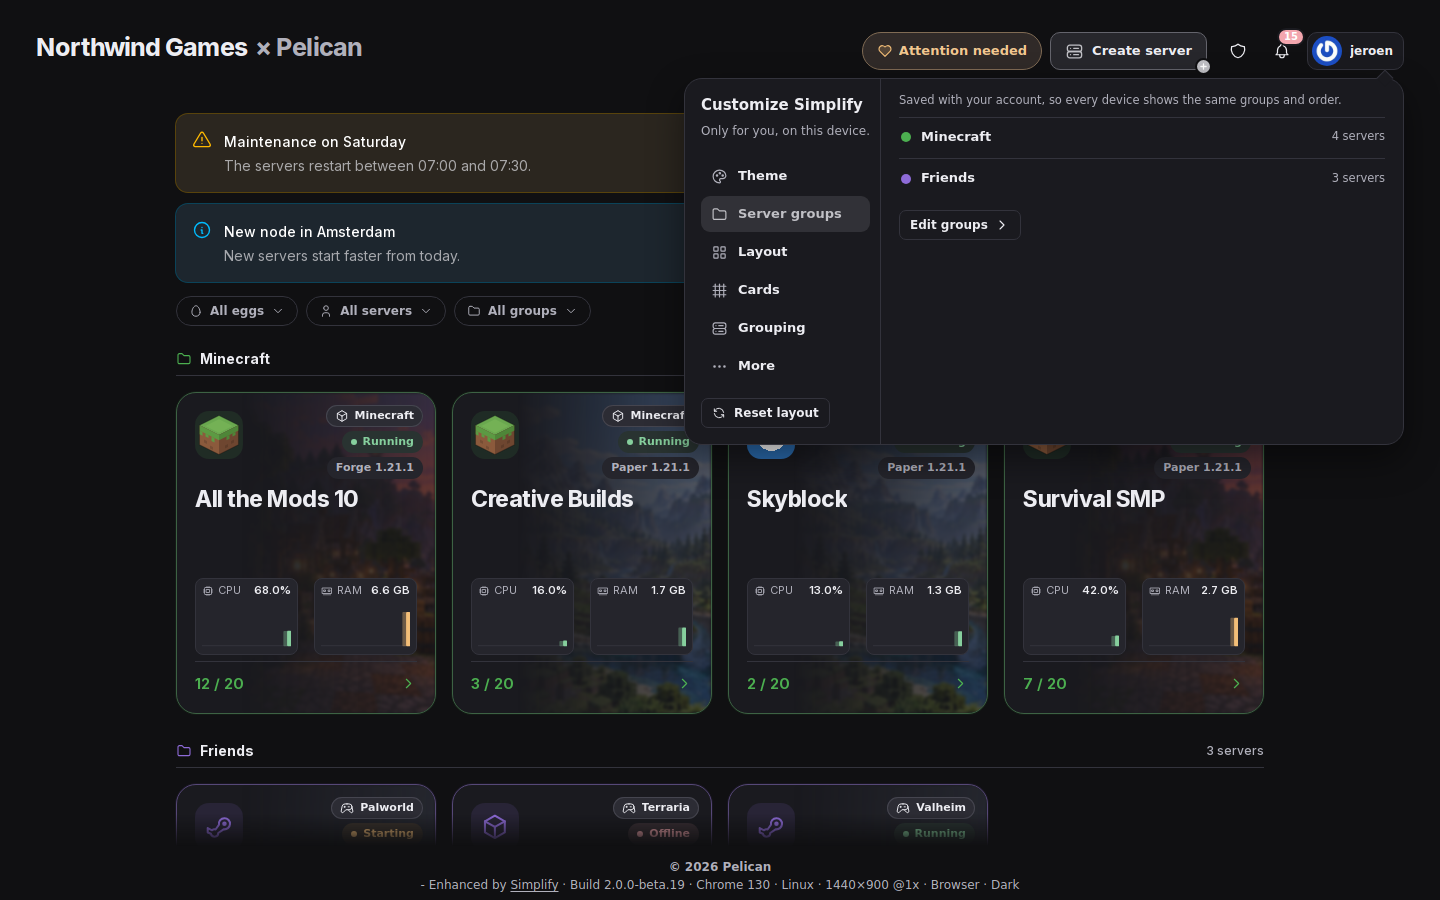 Northwind Games × Pelican
Attention needed
Create server
15
jeroen
Customize Simplify
Only for you, on this device.
Theme
Server groups
Layout
Cards
Grouping
More
Reset layout
Saved with your account, so every device shows the same groups and order.
Minecraft
4 servers
Friends
3 servers
Edit groups
Maintenance on Saturday
The servers restart between 07:00 and 07:30.
New node in Amsterdam
New servers start faster from today.
All eggs
All servers
All groups
Minecraft
Minecraft
Running
Forge 1.21.1
All the Mods 10
CPU 68.0%
RAM 6.6 GB
12 / 20
Minecraf
Running
Paper 1.21.1
Creative Builds
CPU 16.0%
RAM 1.7 GB
3 / 20
Paper 1.21.1
Skyblock
CPU 13.0%
RAM 1.3 GB
2 / 20
Paper 1.21.1
Survival SMP
CPU 42.0%
RAM 2.7 GB
7 / 20
Friends
3 servers
Palworld
Starting
Terraria
Offline
Valheim
Running
© 2026 Pelican
- Enhanced by Simplify · Build 2.0.0-beta.19 · Chrome 130 · Linux · 1440×900 @1x · Browser · Dark